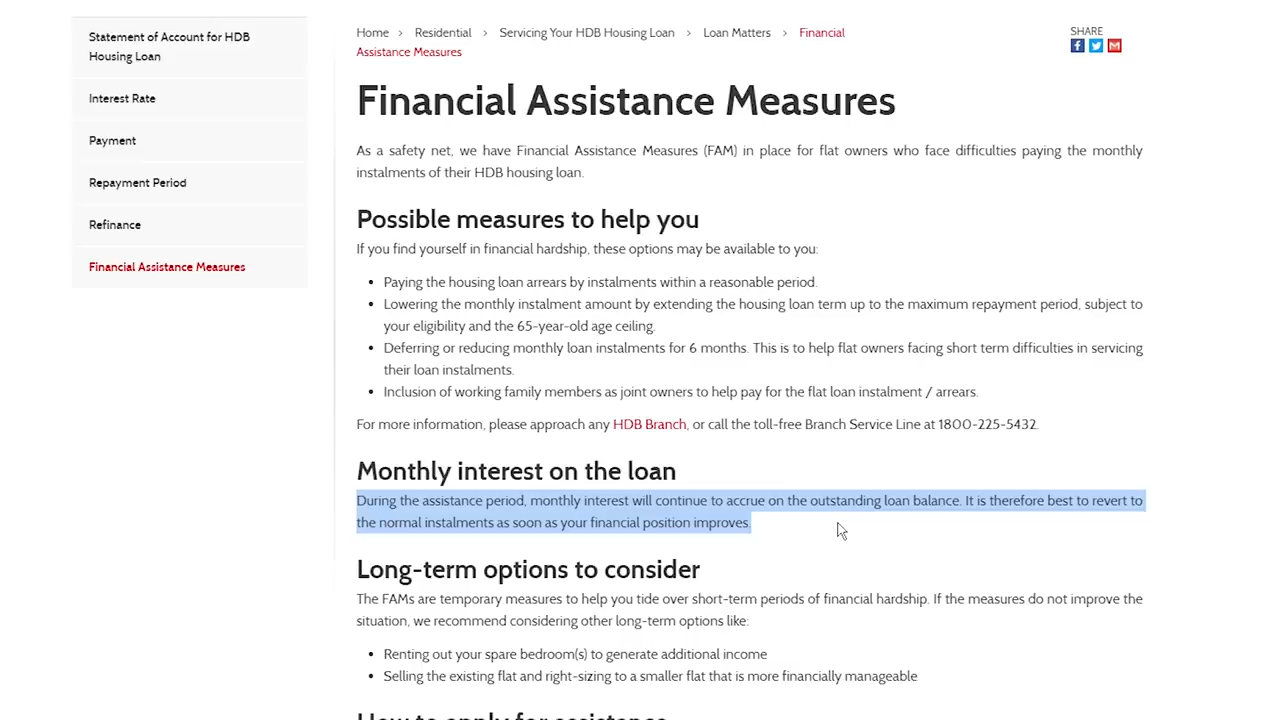 Statement of Account for HDB
Housing Loan
Interest Rate
Payment
Repayment Period
Refinance
Financial Assistance Measures
Home > Residential > Servicing Your HDB Housing Loan > Loan Matters > Financial
Assistance Measures
SHARE
Financial Assistance Measures
As a safety net, we have Financial Assistance Measures (FAM) in place for flat owners who face difficulties paying the monthly
instalments of their HDB housing loan.
Possible measures to help you
If you find yourself in financial hardship, these options may be available to you:
• Paying the housing loan arrears by instalments within a reasonable period.
• Lowering the monthly instalment amount by extending the housing loan term up to the maximum repayment period, subject to
your eligibility and the 65-year-old age ceiling.
• Deferring or reducing monthly loan instalments for 6 months. This is to help flat owners facing short term difficulties in servicing
their loan instalments.
• Inclusion of working family members as joint owners to help pay for the flat loan instalment / arrears.
For more information, please approach any HDB Branch, or call the toll-free Branch Service Line at 1800-225-5432.
Monthly interest on the loan
During the assistance period, monthly interest will continue to accrue on the outstanding loan balance. It is therefore best to revert to
the normal instalments as soon as your financial position improves.
Long-term options to consider
The FAMs are temporary measures to help you tide over short-term periods of financial hardship. If the measures do not improve the
situation, we recommend considering other long-term options like:
• Renting out your spare bedroom(s) to generate additional income
• Selling the existing flat and right-sizing to a smaller flat that is more financially manageable
How to apply for assistance